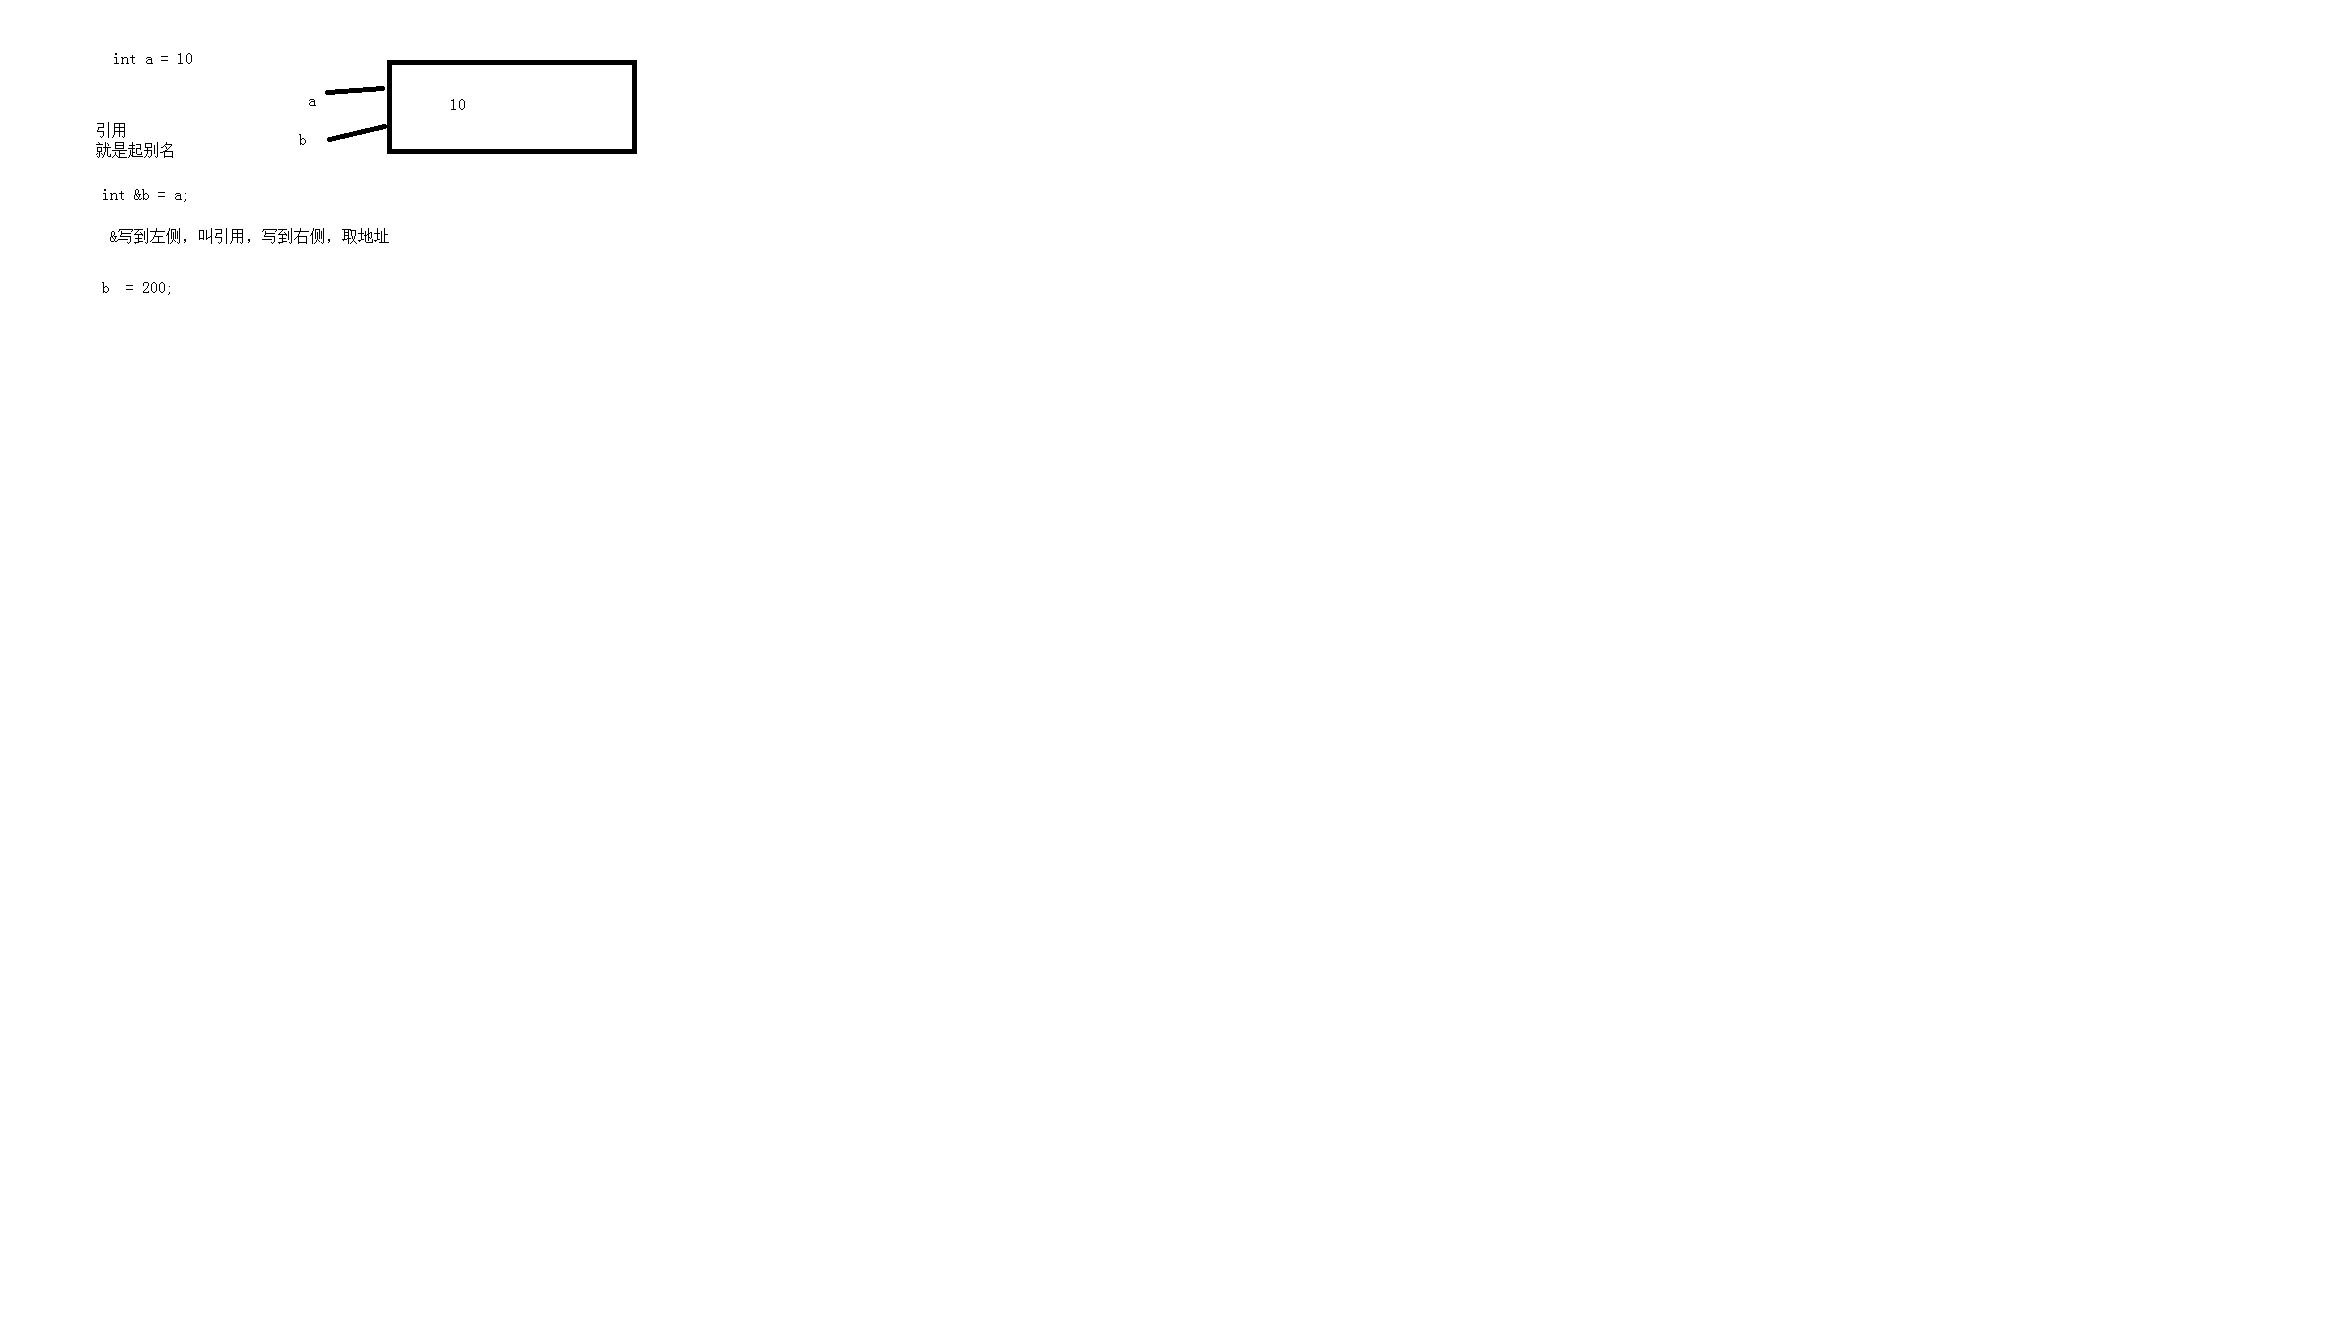 int a = 10
a
10
b
引用
就是起别名
int &b = a;
&写到左侧，叫引用，写到右侧，取地址
b  = 200;